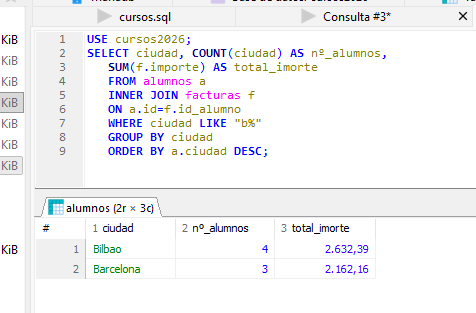 cursos.sql Consulta #3*
KiB
KiB
KiB
KiB
KiB
KiB
KiB
KiB
1 USE cursos2026;
2 SELECT ciudad, COUNT(ciudad) AS nº_alumnos,
3 SUM(f.importe) AS total_imorte
4 FROM alumnos a
5 INNER JOIN facturas f
6 ON a.id=f.id_alumno
7 WHERE ciudad LIKE "b%"
8 GROUP BY ciudad
9 ORDER BY a.ciudad DESC;
alumnos (2r × 3c)
# 1 ciudad 2 nº_alumnos 3 total_imorte
1 Bilbao 4 2.632,39
2 Barcelona 3 2.162,16